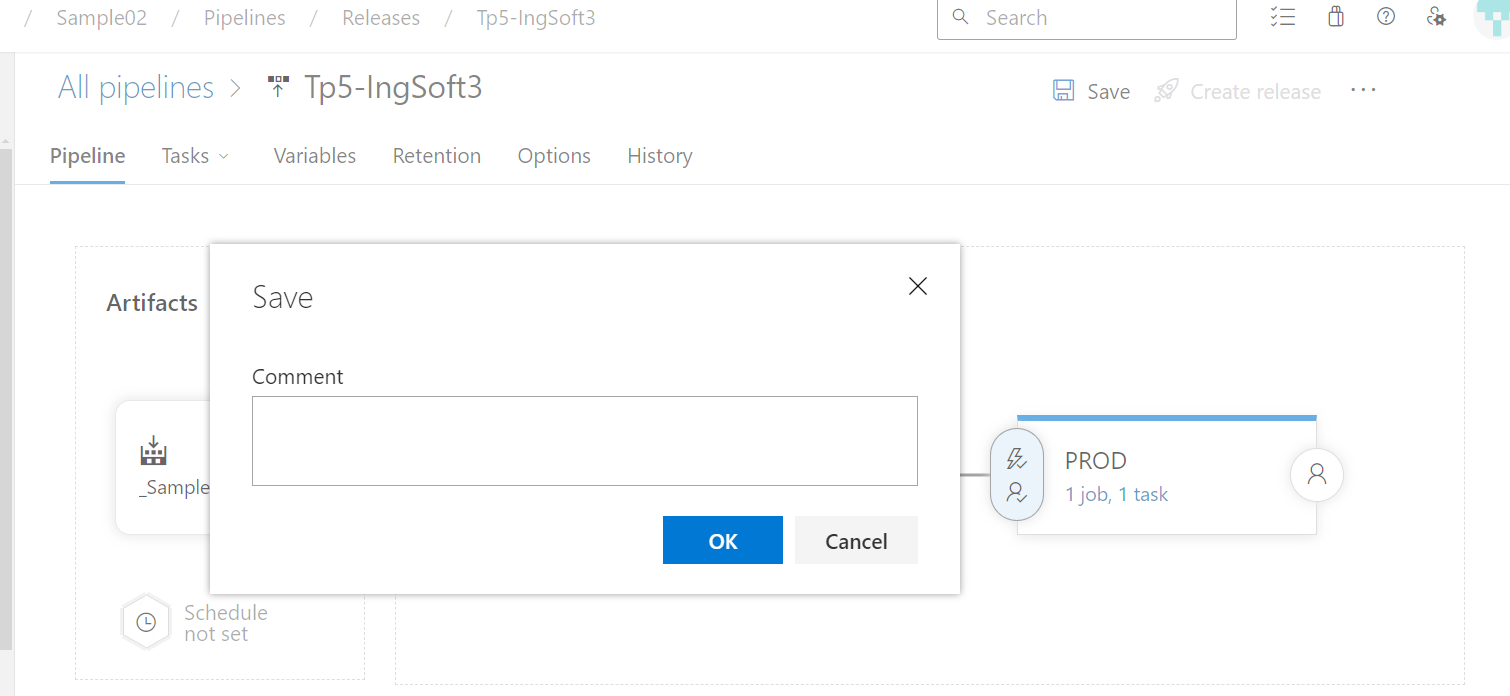 / Sample02 / Pipelines / Releases / Tp5-IngSoft3
Search
All pipelines > Tp5-IngSoft3
Save
Create release
...
Pipeline
Tasks
Variables
Retention
Options
History
Artifacts
_Sample
Schedule
not set
Save
Comment
OK
Cancel
PROD
1 job, 1 task